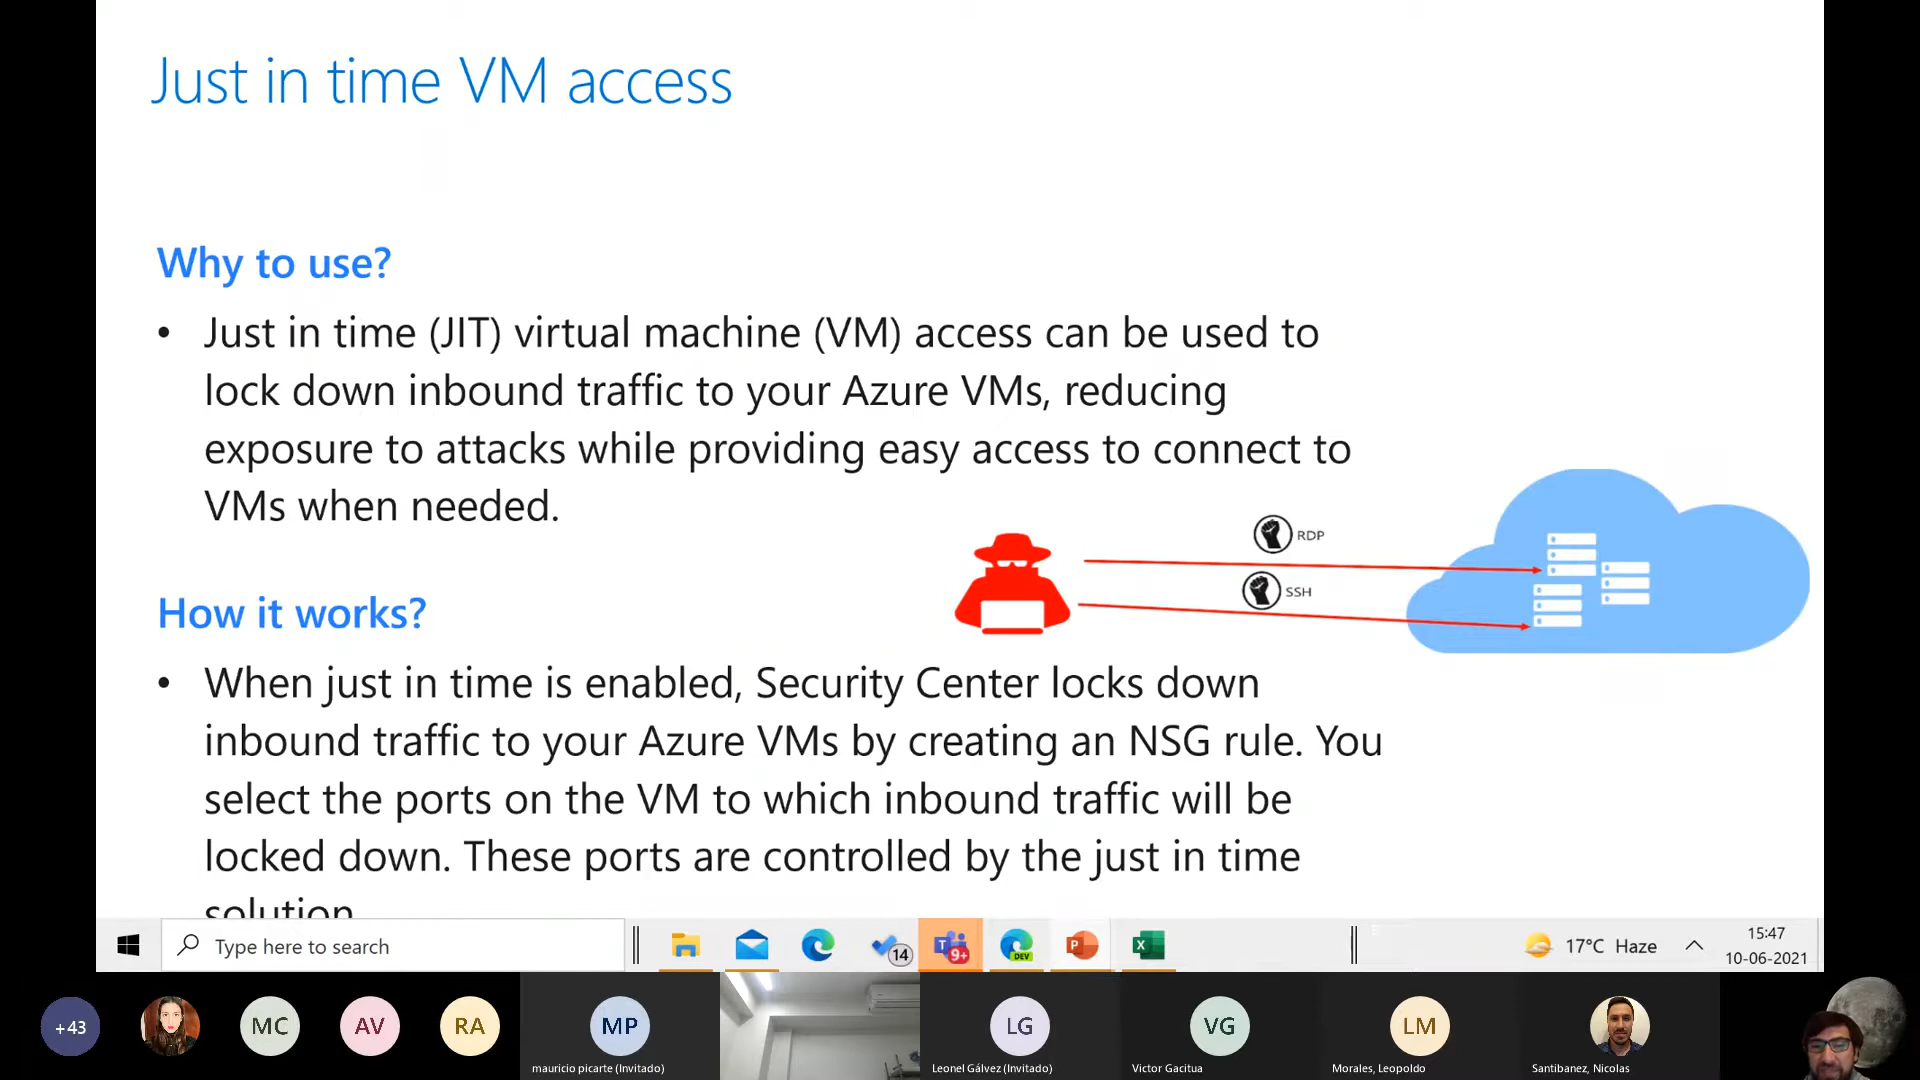 Just in time VM access
Why to use?
• Just in time (JIT) virtual machine (VM) access can be used to
lock down inbound traffic to your Azure VMs, reducing
exposure to attacks while providing easy access to connect to
VMs when needed.
RDP
SSH
How it works?
• When just in time is enabled, Security Center locks down
inbound traffic to your Azure VMs by creating an NSG rule. You
select the ports on the VM to which inbound traffic will be
locked down. These ports are controlled by the just in time
solution
Type here to search
14
T
9+
DEV
P
X
17°C Haze
15:47
10-06-2021
+43
MC
AV
RA
MP
mauricio picarte (Invitado)
LG
Leonel Gálvez (Invitado)
VG
Victor Gacitua
LM
Morales, Leopoldo
Santibanez, Nicolas